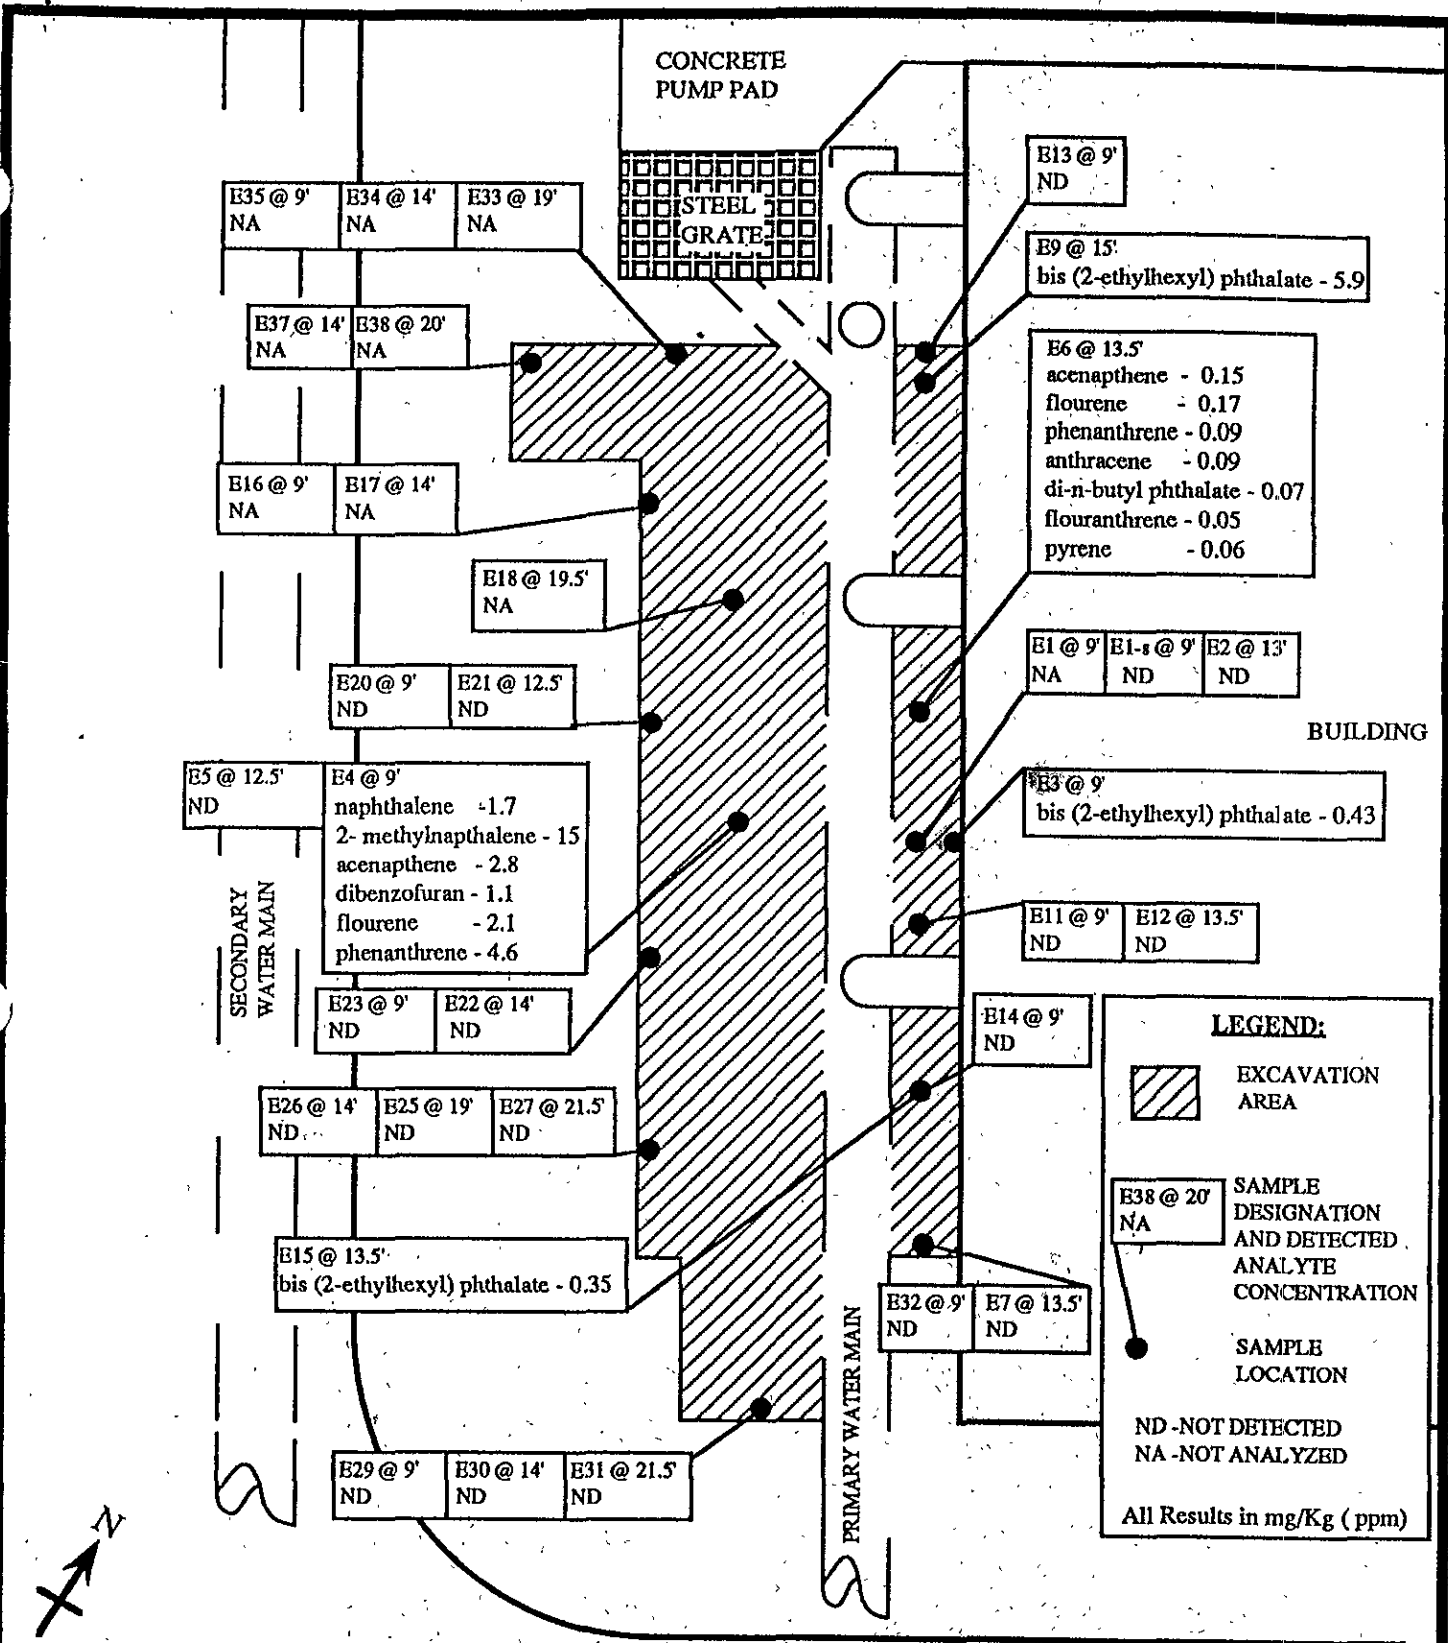 CONCRETE
PUMP PAD
STEEL
GRATE
E13 @ 9'
ND
E35 @ 9' E34 @ 14' E33 @ 19'
NA NA NA
E9 @ 15'
bis (2-ethylhexyl) phthalate - 5.9
E37 @ 14' E38 @ 20'
NA NA
E6 @ 13.5'
acenapthene - 0.15
flourene - 0.17
phenanthrene - 0.09
anthracene - 0.09
di-n-butyl phthalate - 0.07
flouranthrene - 0.05
pyrene - 0.06
E16 @ 9' E17 @ 14'
NA NA
E18 @ 19.5'
NA
E1 @ 9' E1-s @ 9' E2 @ 13'
NA ND ND
E20 @ 9' E21 @ 12.5'
ND ND
BUILDING
E5 @ 12.5'
ND
E4 @ 9'
naphthalene -1.7
2- methylnapthalene - 15
acenapthene - 2.8
dibenzofuran - 1.1
flourene - 2.1
phenanthrene - 4.6
E3 @ 9'
bis (2-ethylhexyl) phthalate - 0.43
SECONDARY
WATER MAIN
E11 @ 9' E12 @ 13.5'
ND ND
E23 @ 9' E22 @ 14'
ND ND
E14 @ 9'
ND
E26 @ 14' E25 @ 19' E27 @ 21.5'
ND ND ND
E15 @ 13.5'
bis (2-ethylhexyl) phthalate - 0.35
E32 @ 9' E7 @ 13.5'
ND ND
PRIMARY WATER MAIN
E29 @ 9' E30 @ 14' E31 @ 21.5'
ND ND ND
N
LEGEND:
EXCAVATION
AREA
E38 @ 20'
NA
SAMPLE
DESIGNATION
AND DETECTED
ANALYTE
CONCENTRATION
SAMPLE
LOCATION
ND -NOT DETECTED
NA -NOT ANALYZED
All Results in mg/Kg ( ppm)